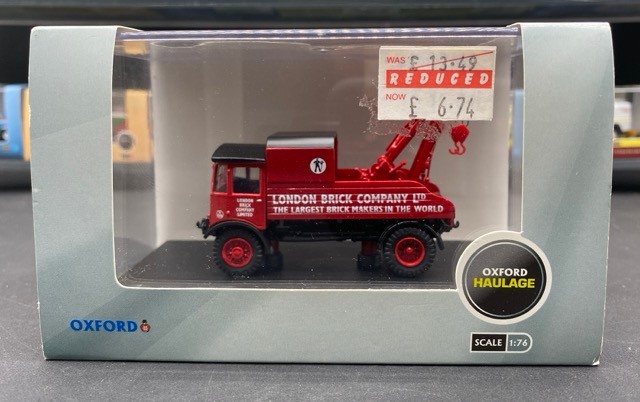 WAS £ 13.49
REDUCED
NOW £ 6.74
LONDON
BRICK
COMPANY
LIMITED
LONDON BRICK COMPANY LTD
THE LARGEST BRICK MAKERS IN THE WORLD
OXFORD
HAULAGE
OXFORD
SCALE 1:76